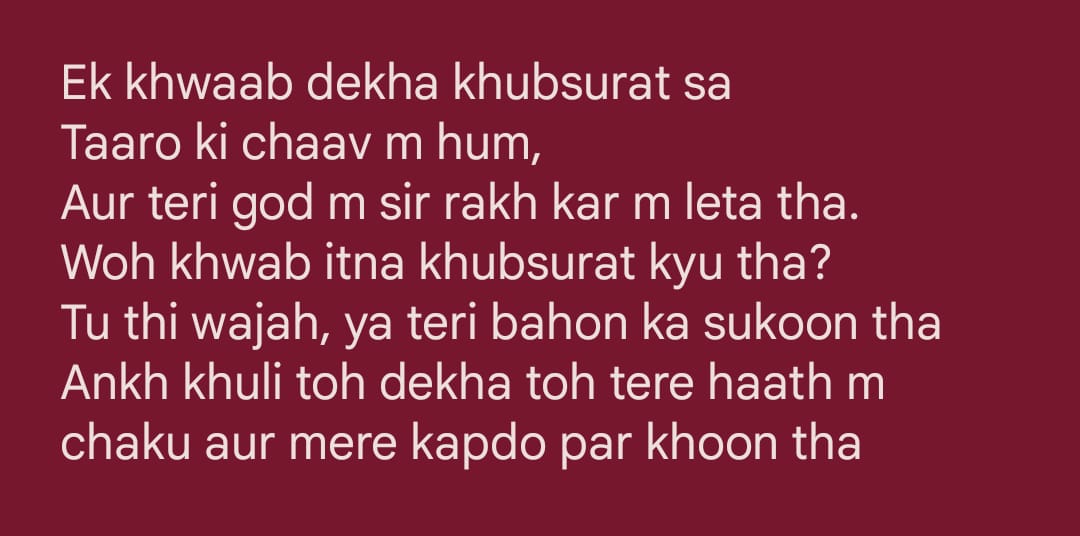 Ek khwaab dekha khubsurat sa
Taaro ki chaav m hum,
Aur teri god m sir rakh kar m leta tha.
Woh khwab itna khubsurat kyu tha?
Tu thi wajah, ya teri bahon ka sukoon tha
Ankh khuli toh dekha toh tere haath m
chaku aur mere kapdo par khoon tha